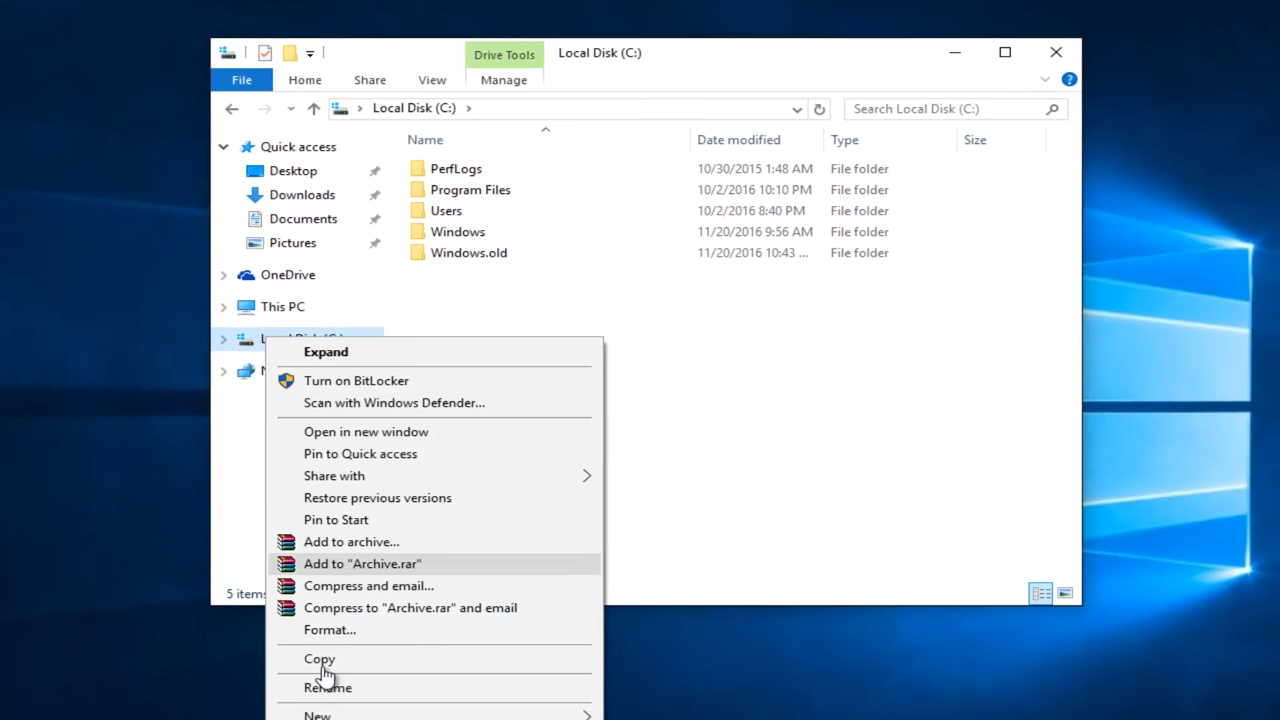 Drive Tools
Local Disk (C:)
File
Home
Share
View
Manage
Local Disk (C:)
Search Local Disk (C:)
Name
Date modified
Type
Size
Quick access
Desktop
Downloads
Documents
Pictures
OneDrive
This PC
PerfLogs 10/30/2015 1:48 AM File folder
Program Files 10/2/2016 10:10 PM File folder
Users 10/2/2016 8:40 PM File folder
Windows 11/20/2016 9:56 AM File folder
Windows.old 11/20/2016 10:43 ... File folder
Expand
Turn on BitLocker
Scan with Windows Defender...
Open in new window
Pin to Quick access
Share with
Restore previous versions
Pin to Start
Add to archive...
Add to "Archive.rar"
Compress and email...
Compress to "Archive.rar" and email
Format...
Copy
Rename
New
5 items